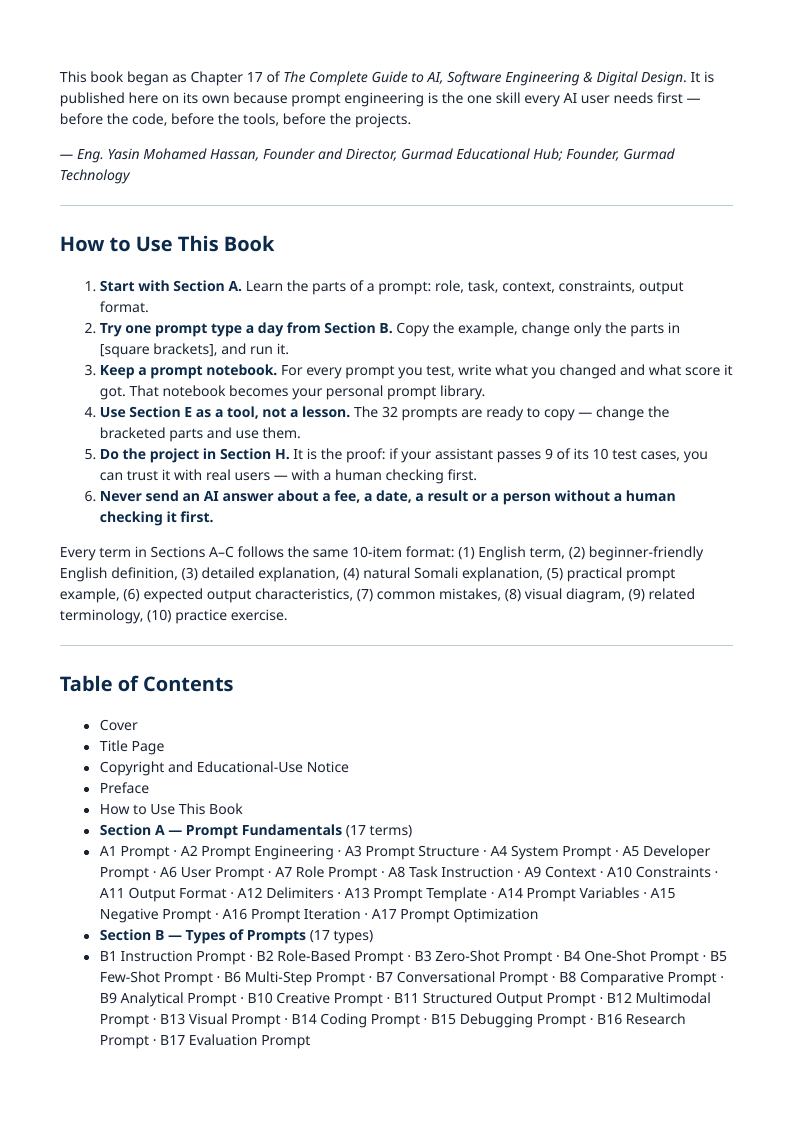 This book began as Chapter 17 of The Complete Guide to AI, Software Engineering & Digital Design. It is
published here on its own because prompt engineering is the one skill every AI user needs first —
before the code, before the tools, before the projects.
— Eng. Yasin Mohamed Hassan, Founder and Director, Gurmad Educational Hub; Founder, Gurmad
Technology
How to Use This Book
1. Start with Section A. Learn the parts of a prompt: role, task, context, constraints, output
format.
2. Try one prompt type a day from Section B. Copy the example, change only the parts in
[square brackets], and run it.
3. Keep a prompt notebook. For every prompt you test, write what you changed and what score it
got. That notebook becomes your personal prompt library.
4. Use Section E as a tool, not a lesson. The 32 prompts are ready to copy — change the
bracketed parts and use them.
5. Do the project in Section H. It is the proof: if your assistant passes 9 of its 10 test cases, you
can trust it with real users — with a human checking first.
6. Never send an AI answer about a fee, a date, a result or a person without a human
checking it first.
Every term in Sections A–C follows the same 10-item format: (1) English term, (2) beginner-friendly
English definition, (3) detailed explanation, (4) natural Somali explanation, (5) practical prompt
example, (6) expected output characteristics, (7) common mistakes, (8) visual diagram, (9) related
terminology, (10) practice exercise.
Table of Contents
• Cover
• Title Page
• Copyright and Educational-Use Notice
• Preface
• How to Use This Book
• Section A — Prompt Fundamentals (17 terms)
• A1 Prompt · A2 Prompt Engineering · A3 Prompt Structure · A4 System Prompt · A5 Developer
Prompt · A6 User Prompt · A7 Role Prompt · A8 Task Instruction · A9 Context · A10 Constraints ·
A11 Output Format · A12 Delimiters · A13 Prompt Template · A14 Prompt Variables · A15
Negative Prompt · A16 Prompt Iteration · A17 Prompt Optimization
• Section B — Types of Prompts (17 types)
• B1 Instruction Prompt · B2 Role-Based Prompt · B3 Zero-Shot Prompt · B4 One-Shot Prompt · B5
Few-Shot Prompt · B6 Multi-Step Prompt · B7 Conversational Prompt · B8 Comparative Prompt ·
B9 Analytical Prompt · B10 Creative Prompt · B11 Structured Output Prompt · B12 Multimodal
Prompt · B13 Visual Prompt · B14 Coding Prompt · B15 Debugging Prompt · B16 Research
Prompt · B17 Evaluation Prompt